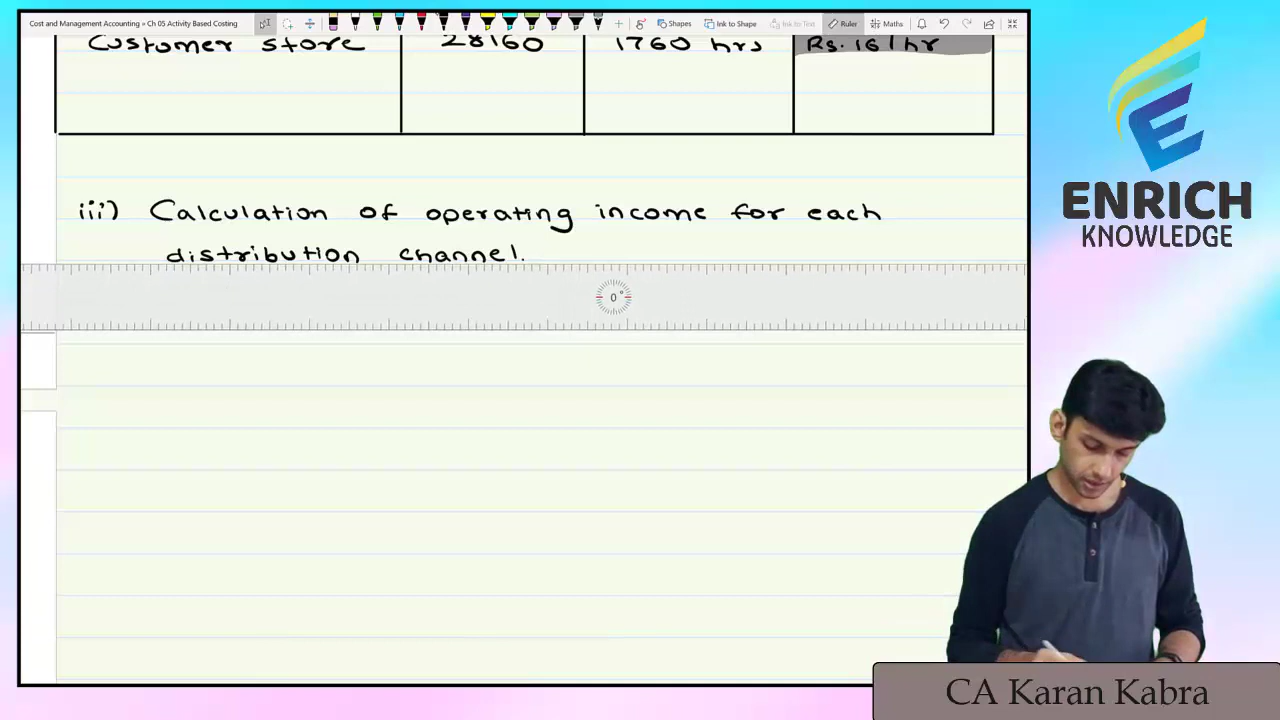 Cost and Management Accounting » Ch 05 Activity Based Costing
Shapes
Ink to Shape
Ink to Text
Ruler
Maths
Customer store 28160 1760 hrs Rs. 16 / hr
iii) Calculation of operating income for each
distribution channel.
0°
ENRICH
KNOWLEDGE
CA Karan Kabra